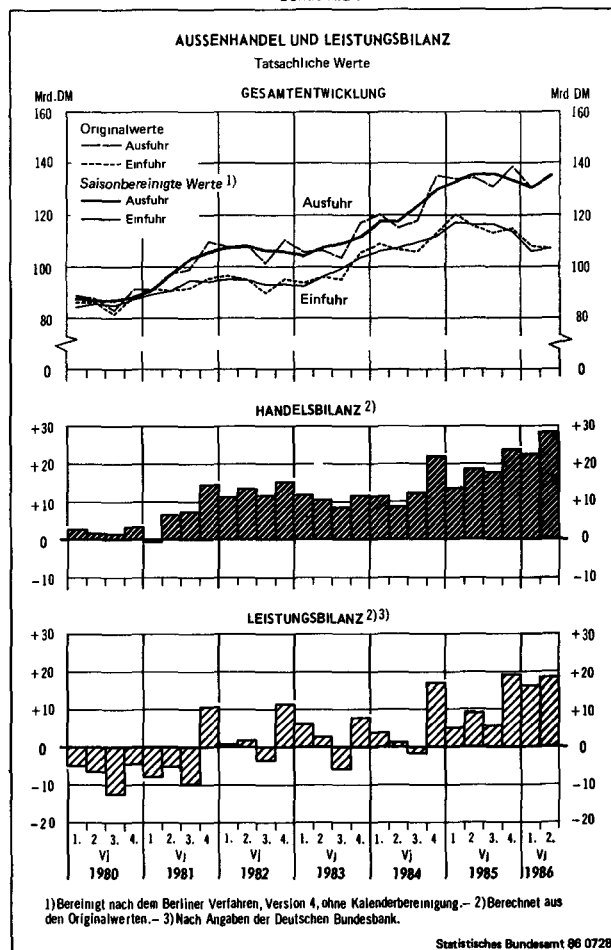 AUSSENHANDEL UND LEISTUNGSBILANZ
Tatsachliche Werte
Mrd.DM GESAMTENTWICKLUNG Mrd DM
160 160
Originalwerte
Ausfuhr
Einfuhr
140 140
Saisonbereinigte Werte 1)
Ausfuhr
Einfuhr
Ausfuhr
120 120
100 100
Einfuhr
80 80
0 0
HANDELSBILANZ 2)
+30 +30
+20 +20
+10 +10
0 0
-10 -10
LEISTUNGSBILANZ 2)3)
+30 +30
+20 +20
+10 +10
0 0
-10 -10
-20 -20
1. 2 3. 4. 1 2. 3. 4 1. 2. 3. 4. 1. 2. 3. 4. 1. 2. 3. 4. 1. 2. 3. 4. 1. 2.
Vj Vj Vj Vj Vj Vj Vj
1980 1981 1982 1983 1984 1985 1986
1) Bereinigt nach dem Berliner Verfahren, Version 4, ohne Kalenderbereinigung.– 2) Berechnet aus
den Originalwerten.– 3) Nach Angaben der Deutschen Bundesbank.
Statistisches Bundesamt 86 0728